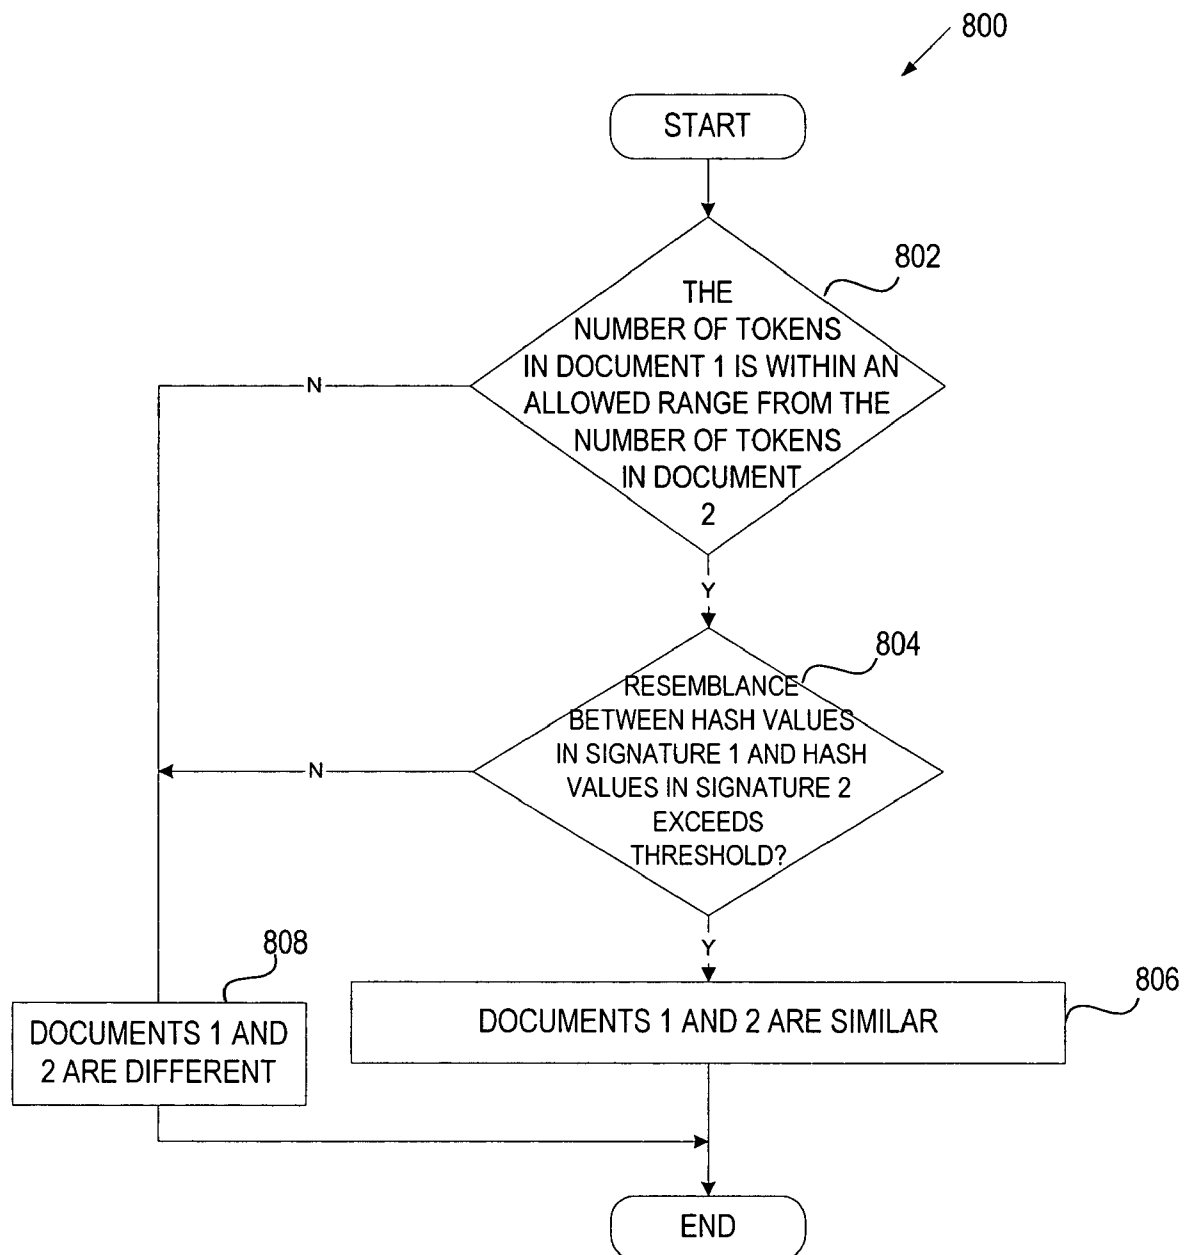 800
START
802
THE
NUMBER OF TOKENS
IN DOCUMENT 1 IS WITHIN AN
ALLOWED RANGE FROM THE
NUMBER OF TOKENS
IN DOCUMENT
2
N
Y
804
RESEMBLANCE
BETWEEN HASH VALUES
IN SIGNATURE 1 AND HASH
VALUES IN SIGNATURE 2
EXCEEDS
THRESHOLD?
N
Y
808
DOCUMENTS 1 AND
2 ARE DIFFERENT
806
DOCUMENTS 1 AND 2 ARE SIMILAR
END